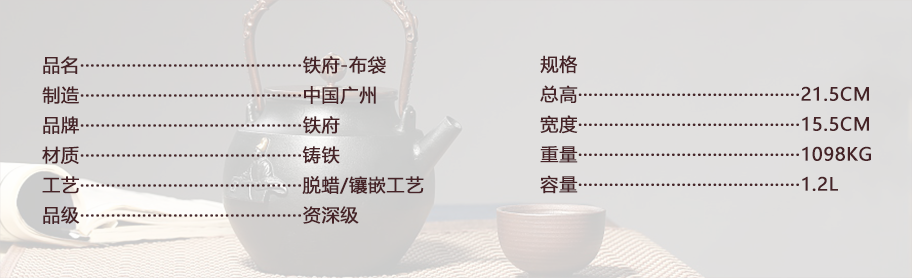 品名········································铁府-布袋
制造········································中国广州
品牌········································铁府
材质········································铸铁
工艺········································脱蜡/镶嵌工艺
品级········································资深级
规格
总高········································21.5CM
宽度········································15.5CM
重量········································1098KG
容量········································1.2L